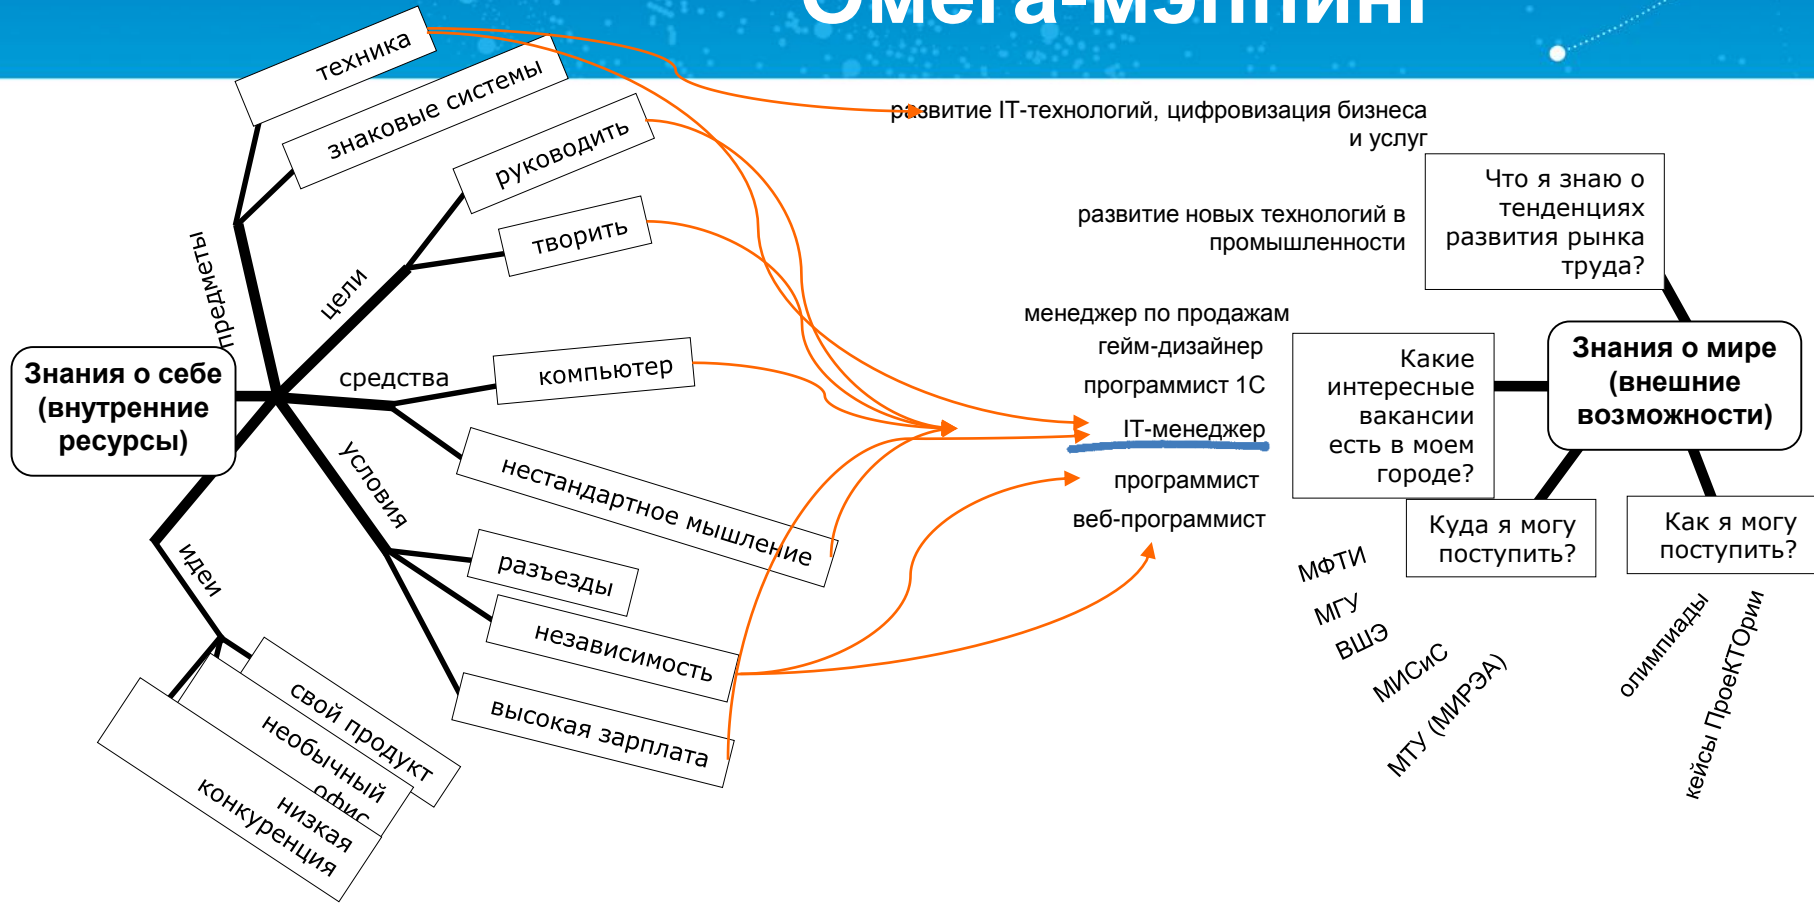 Омега-мэппинг
техника
знаковые системы
руководить
творить
предметы
цели
средства
компьютер
Знания о себе
(внутренние
ресурсы)
условия
нестандартное мышление
разъезды
независимость
высокая зарплата
идеи
свой продукт
необычный
офис
низкая
конкуренция
развитие IT-технологий, цифровизация бизнеса
и услуг
развитие новых технологий в
промышленности
Что я знаю о
тенденциях
развития рынка
труда?
менеджер по продажам
гейм-дизайнер
программист 1С
IT-менеджер
программист
веб-программист
Какие
интересные
вакансии
есть в моем
городе?
Знания о мире
(внешние
возможности)
Куда я могу
поступить?
Как я могу
поступить?
МФТИ
МГУ
ВШЭ
МИСиС
МТУ (МИРЭА)
олимпиады
кейсы ПроеКТОрии